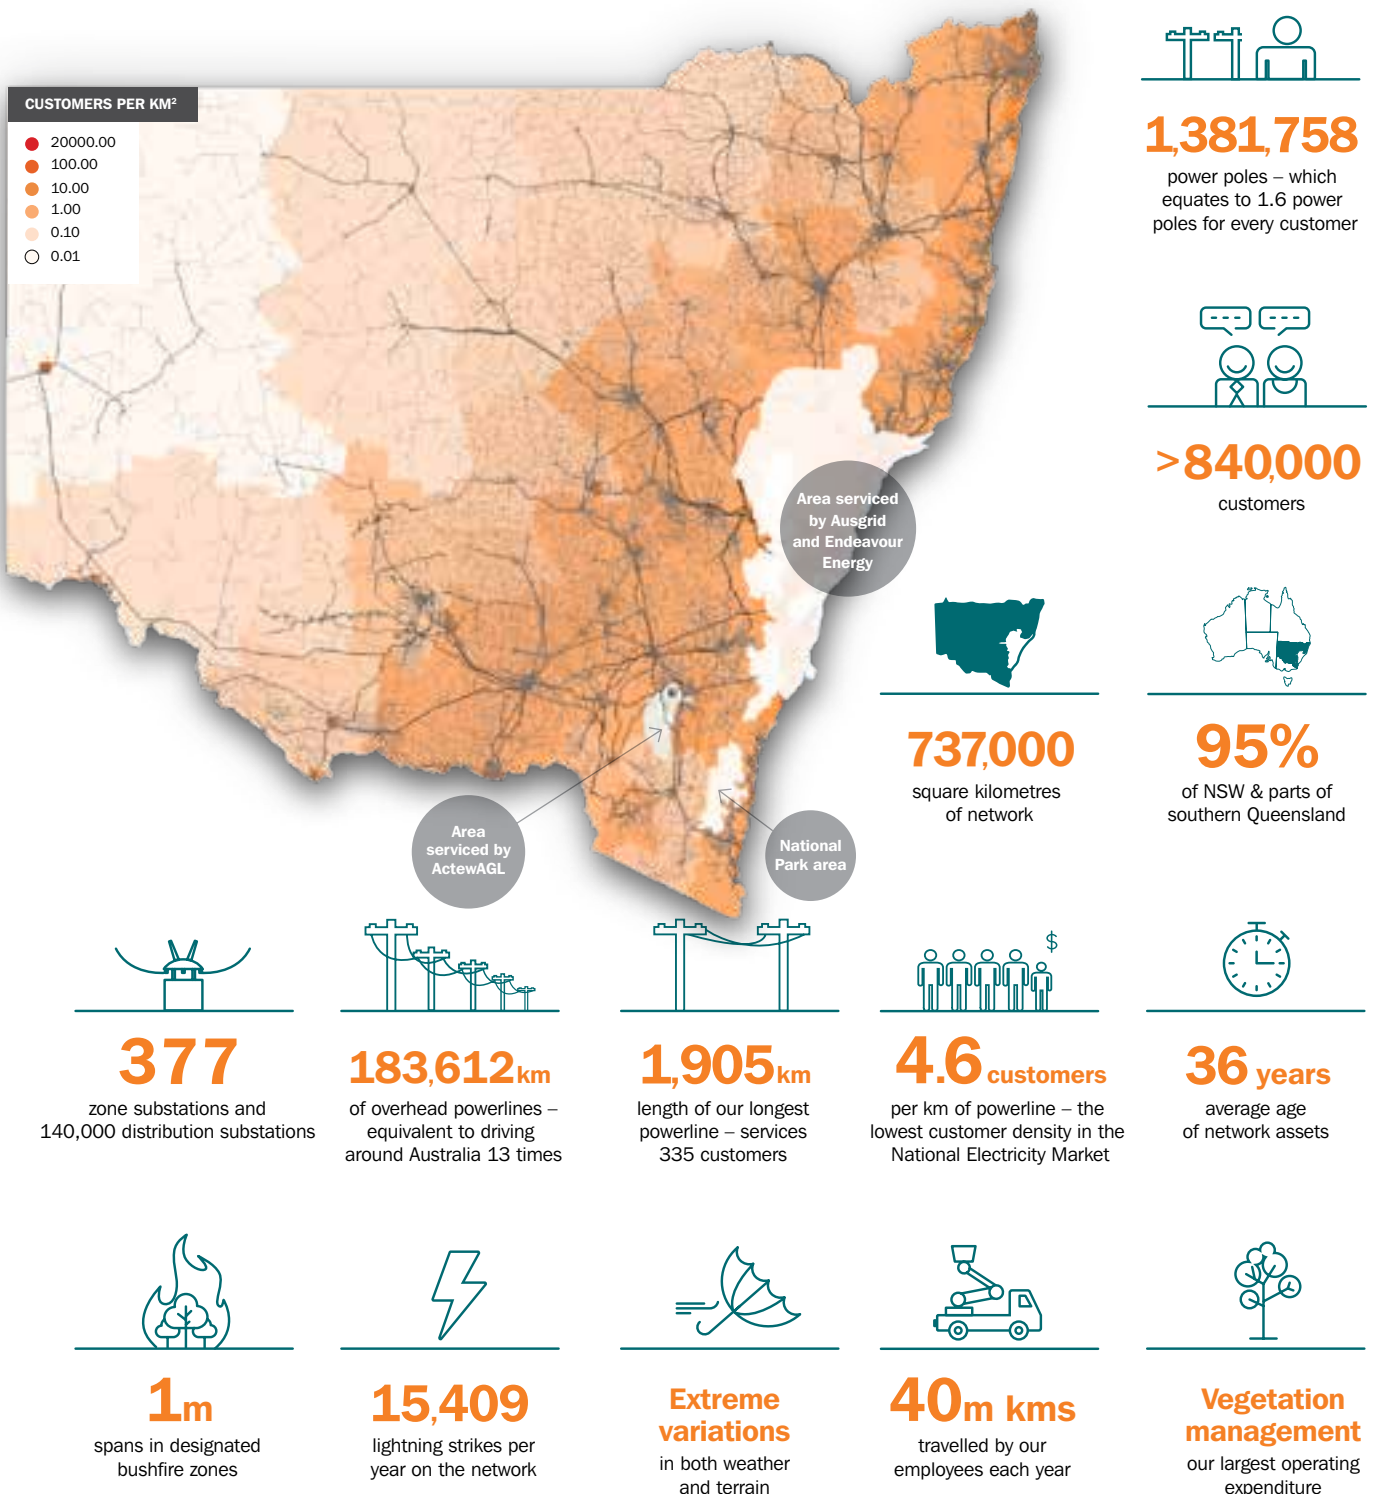 CUSTOMERS PER KM²
20000.00
100.00
10.00
1.00
0.10
0.01
Area serviced
by Ausgrid
and Endeavour
Energy
Area
serviced by
ActewAGL
National
Park area
1,381,758
power poles – which
equates to 1.6 power
poles for every customer
>840,000
customers
737,000
square kilometres
of network
95%
of NSW & parts of
southern Queensland
$
377
zone substations and
140,000 distribution substations
183,612 km
of overhead powerlines –
equivalent to driving
around Australia 13 times
1,905 km
length of our longest
powerline – services
335 customers
4.6 customers
per km of powerline – the
lowest customer density in the
National Electricity Market
36 years
average age
of network assets
1m
spans in designated
bushfire zones
15,409
lightning strikes per
year on the network
Extreme
variations
in both weather
and terrain
40m kms
travelled by our
employees each year
Vegetation
management
our largest operating
expenditure